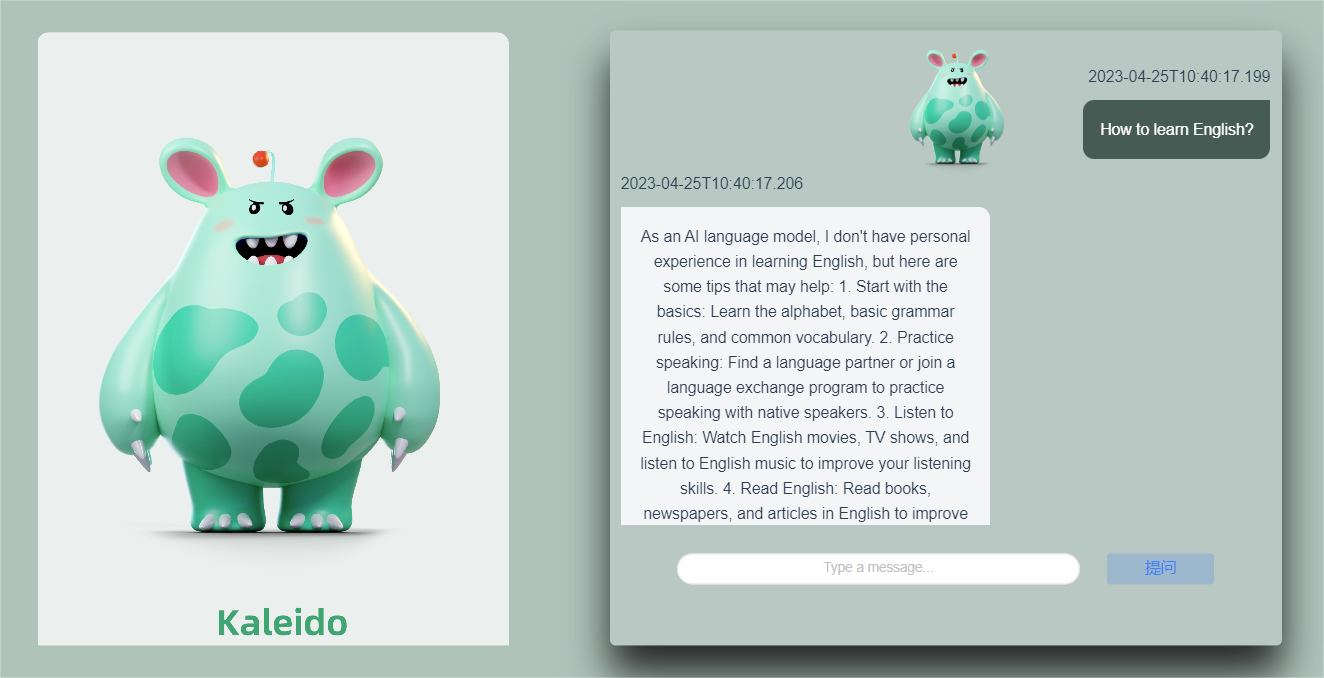 Kaleido
2023-04-25T10:40:17.199
How to learn English?
2023-04-25T10:40:17.206
As an AI language model, I don't have personal
experience in learning English, but here are
some tips that may help: 1. Start with the
basics: Learn the alphabet, basic grammar
rules, and common vocabulary. 2. Practice
speaking: Find a language partner or join a
language exchange program to practice
speaking with native speakers. 3. Listen to
English: Watch English movies, TV shows, and
listen to English music to improve your listening
skills. 4. Read English: Read books,
newspapers, and articles in English to improve
Type a message...
提问